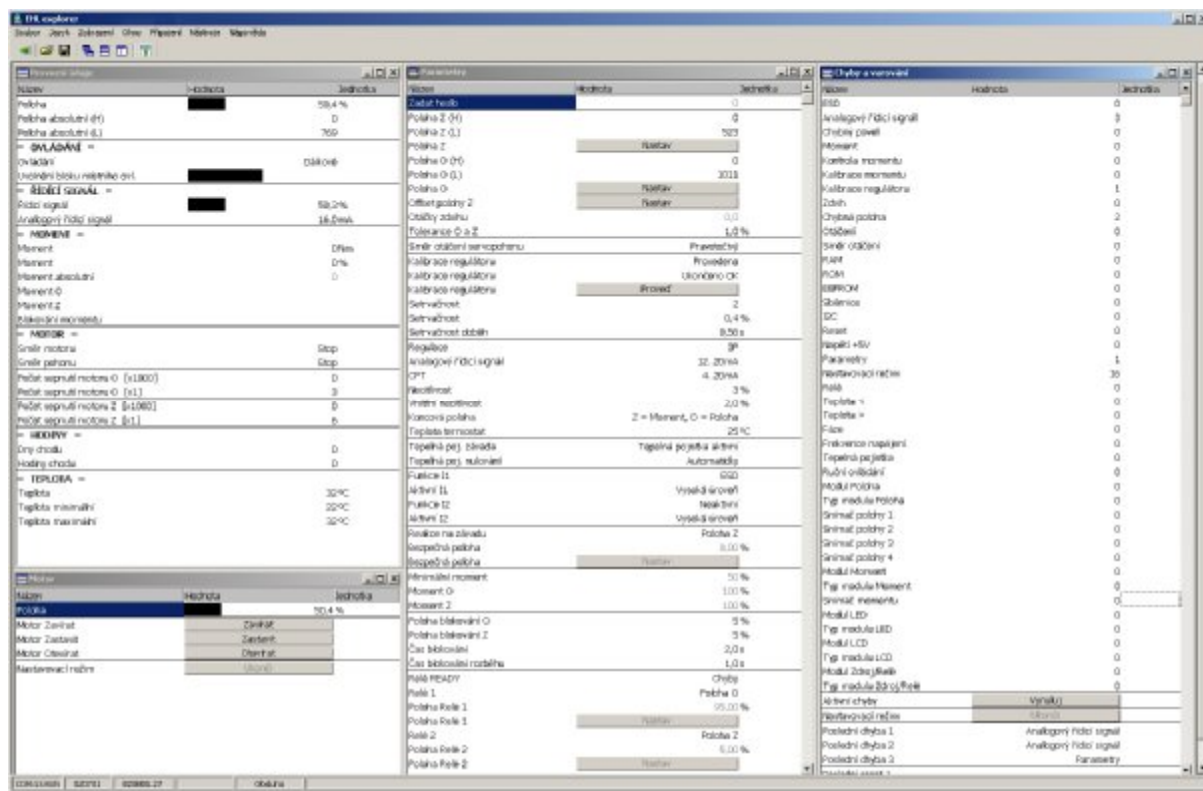 EHL explorer
Soubor Jazyk Zobrazení Okno Připojení Nástroje Nápověda
Provozní údaje
Název Hodnota Jednotka
Poloha 50,4 %
Poloha absolutní (H) 0
Poloha absolutní (L) 769
= OVLÁDÁNÍ =
Ovládání Dálkově
Uvolnění bloku místního ovl.
= ŘÍDÍCÍ SIGNÁL =
Řídicí signál 50,2%
Analogový řídicí signál 16,0mA
= MOMENT =
Moment 0Nm
Moment 0%
Moment absolutní 0
Moment O
Moment Z
Blokování momentu
= MOTOR =
Směr motoru Stop
Směr pohonu Stop
Počet sepnutí motoru O [x1000] 0
Počet sepnutí motoru O [x1] 3
Počet sepnutí motoru Z [x1000] 0
Počet sepnutí motoru Z [x1] 6
= HODINY =
Dny chodu 0
Hodiny chodu 0
= TEPLOTA =
Teplota 32°C
Teplota minimální 22°C
Teplota maximální 32°C
Motor
Název Hodnota Jednotka
Poloha 50,4 %
Motor Zavírat Zavírat
Motor Zastavit Zastavit
Motor Otevírat Otevírat
Nastavovací režim Ukonči
Parametry
Název Hodnota Jednotka
Zadat heslo 0
Poloha Z (H) 0
Poloha Z (L) 523
Poloha Z Nastav
Poloha O (H) 0
Poloha O (L)
Poloha O Nastav
Offset polohy Z Nastav
Otáčky zdvihu 0,0
Tolerance O a Z 1,0 %
Směr otáčení servopohonu Pravotočivý
Kalibrace regulátoru Provedena
Kalibrace regulátoru Ukončeno OK
Kalibrace regulátoru Proveď
Setrvačnost 2
Setrvačnost 0,4 %
Setrvačnost doběh 0,56 s
Regulace 3P
Analogový řídicí signál 12..20mA
CPT 4..20mA
Necitlivost 3 %
Vnitřní necitlivost 2,0 %
Koncová poloha Z = Moment, O = Poloha
Teplota termostat 25 °C
Tepelná poj. závada Tepelná pojistka aktivní
Tepelná poj. nulování Automaticky
Funkce I1 ESD
Aktivní I1 Vysoká úroveň
Funkce I2 Neaktivní
Aktivní I2 Vysoká úroveň
Reakce na závadu Poloha Z
Bezpečná poloha 0,00 %
Bezpečná poloha Nastav
Minimální moment 50 %
Moment O 100 %
Moment Z 100 %
Poloha blokování O 5 %
Poloha blokování Z 5 %
Čas blokování 2,0 s
Čas blokování rozběhu 1,0 s
Relé READY Chyby
Relé 1 Poloha O
Poloha Relé 1 95,00 %
Poloha Relé 1 Nastav
Relé 2 Poloha Z
Poloha Relé 2 5,00 %
Poloha Relé 2 Nastav
Chyby a varování
Název Hodnota Jednotka
ESD 0
Analogový řídicí signál 3
Chybný povel 0
Moment 0
Kontrola momentu 0
Kalibrace momentu 0
Kalibrace regulátoru 1
Zdvih 0
Chybná poloha 2
Otáčení 0
Směr otáčení 0
RAM 0
ROM 0
EEPROM 0
Sběrnice 0
I2C 0
Reset 0
Napětí +5V 0
Parametry 1
Nastavovací režim
Relé 0
Teplota < 0
Teplota > 0
Fáze 0
Frekvence napájení 0
Tepelná pojistka 0
Ruční ovládání 0
Modul Poloha 0
Typ modulu Poloha 0
Snímač polohy 1 0
Snímač polohy 2 0
Snímač polohy 3 0
Snímač polohy 4 0
Modul Moment 0
Typ modulu Moment 0
Snímač momentu 0
Modul LED 0
Typ modulu LED 0
Modul LCD 0
Typ modulu LCD 0
Modul Zdroj/Relé 0
Typ modulu Zdroj/Relé 0
Aktivní chyby Vynuluj
Nastavovací režim Ukonči
Poslední chyba 1 Analogový řídicí signál
Poslední chyba 2 Analogový řídicí signál
Poslední chyba 3 Parametry
Obsluha